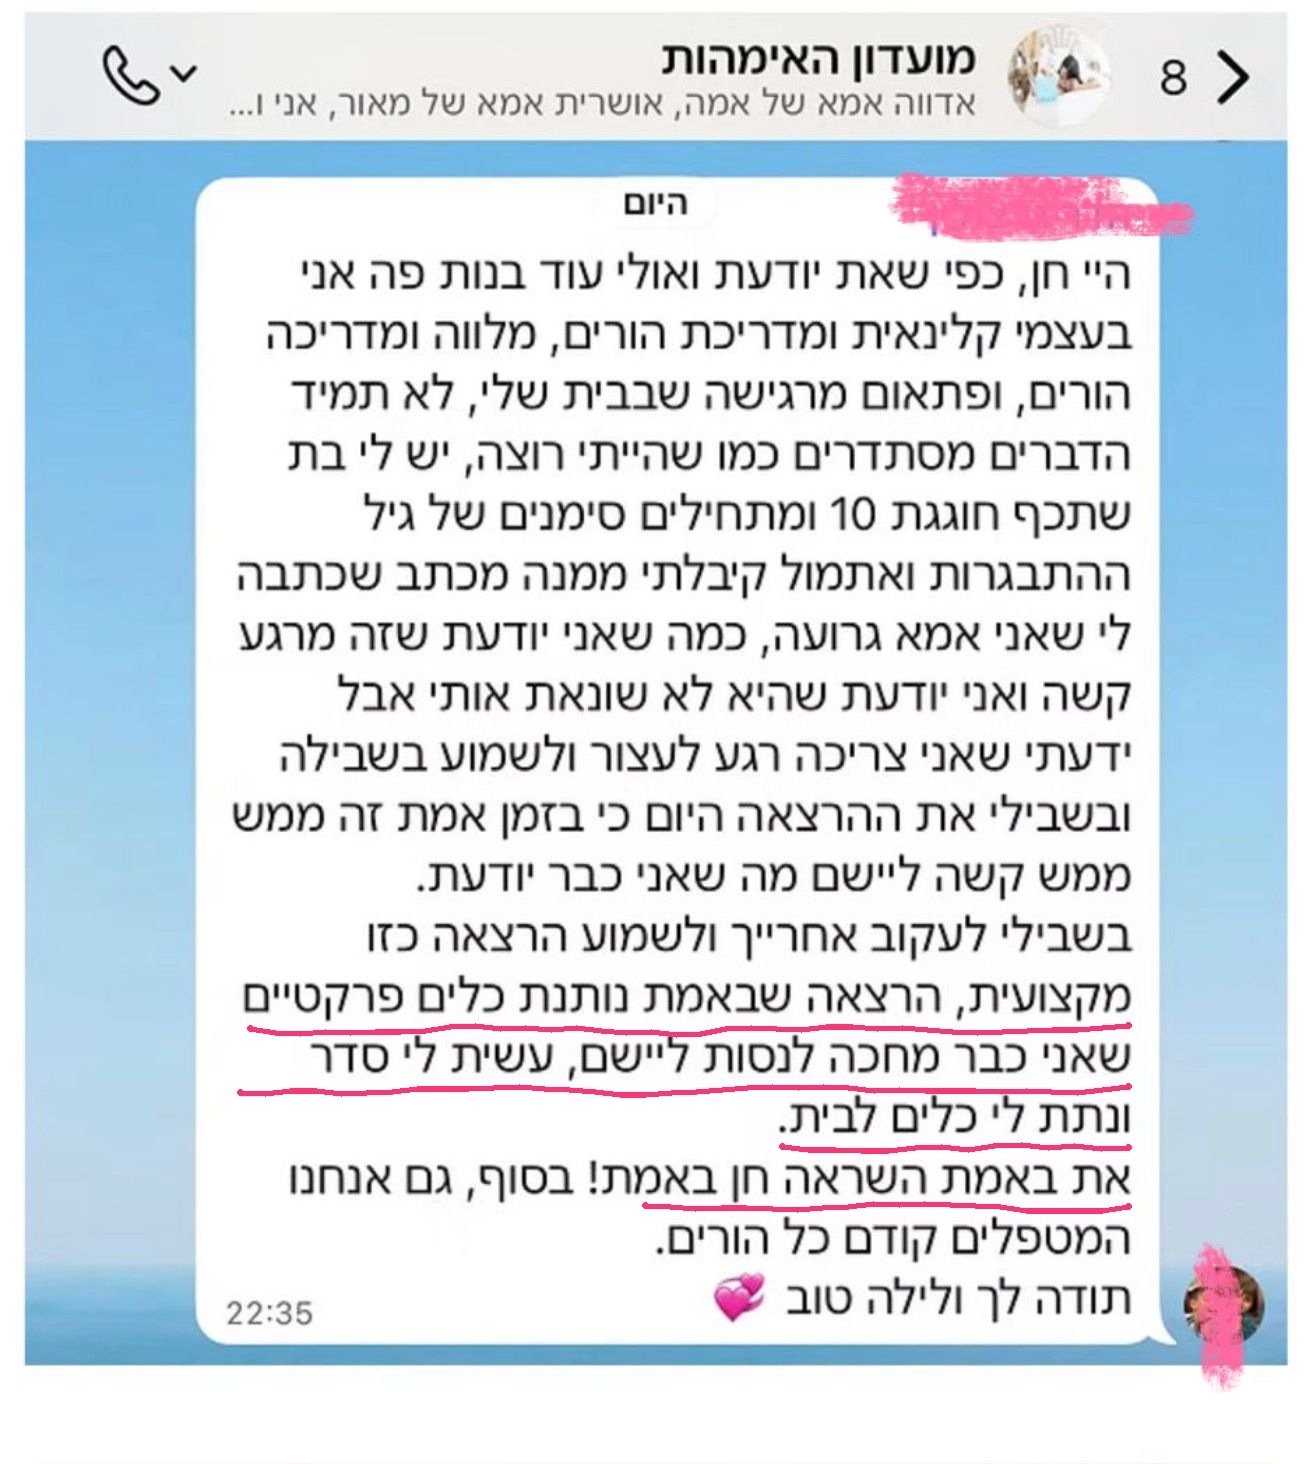 8
מועדון האימהות
אדווה אמא של אמה, אושרית אמא של מאור, אני ו...
היום
היי חן, כפי שאת יודעת ואולי עוד בנות פה אני
בעצמי קלינאית ומדריכת הורים, מלווה ומדריכה
הורים, ופתאום מרגישה שבבית שלי, לא תמיד
הדברים מסתדרים כמו שהייתי רוצה, יש לי בת
שתכף חוגגת 10 ומתחילים סימנים של גיל
ההתבגרות ואתמול קיבלתי ממנה מכתב שכתבה
לי שאני אמא גרועה, כמה שאני יודעת שזה מרגע
קשה ואני יודעת שהיא לא שונאת אותי אבל
ידעתי שאני צריכה רגע לעצור ולשמוע בשבילה
ובשבילי את ההרצאה היום כי בזמן אמת זה ממש
ממש קשה ליישם מה שאני כבר יודעת.
בשבילי לעקוב אחרייך ולשמוע הרצאה כזו
מקצועית, הרצאה שבאמת נותנת כלים פרקטיים
שאני כבר מחכה לנסות ליישם, עשית לי סדר
ונתת לי כלים לבית.
את באמת השראה חן באמת! בסוף, גם אנחנו
המטפלים קודם כל הורים.
תודה לך ולילה טוב 💞
22:35